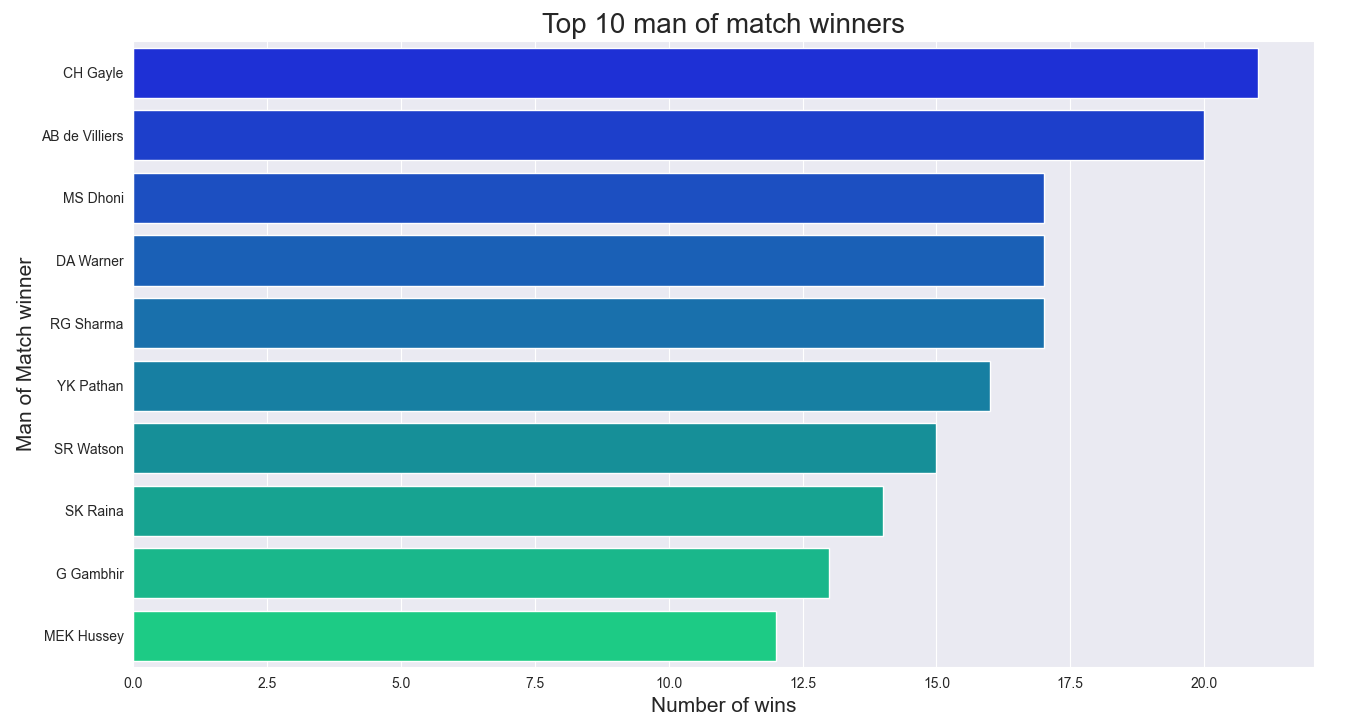 Top 10 man of match winners
Man of Match winner
CH Gayle
AB de Villiers
MS Dhoni
DA Warner
RG Sharma
YK Pathan
SR Watson
SK Raina
G Gambhir
MEK Hussey
0.0 2.5 5.0 7.5 10.0 12.5 15.0 17.5 20.0
Number of wins